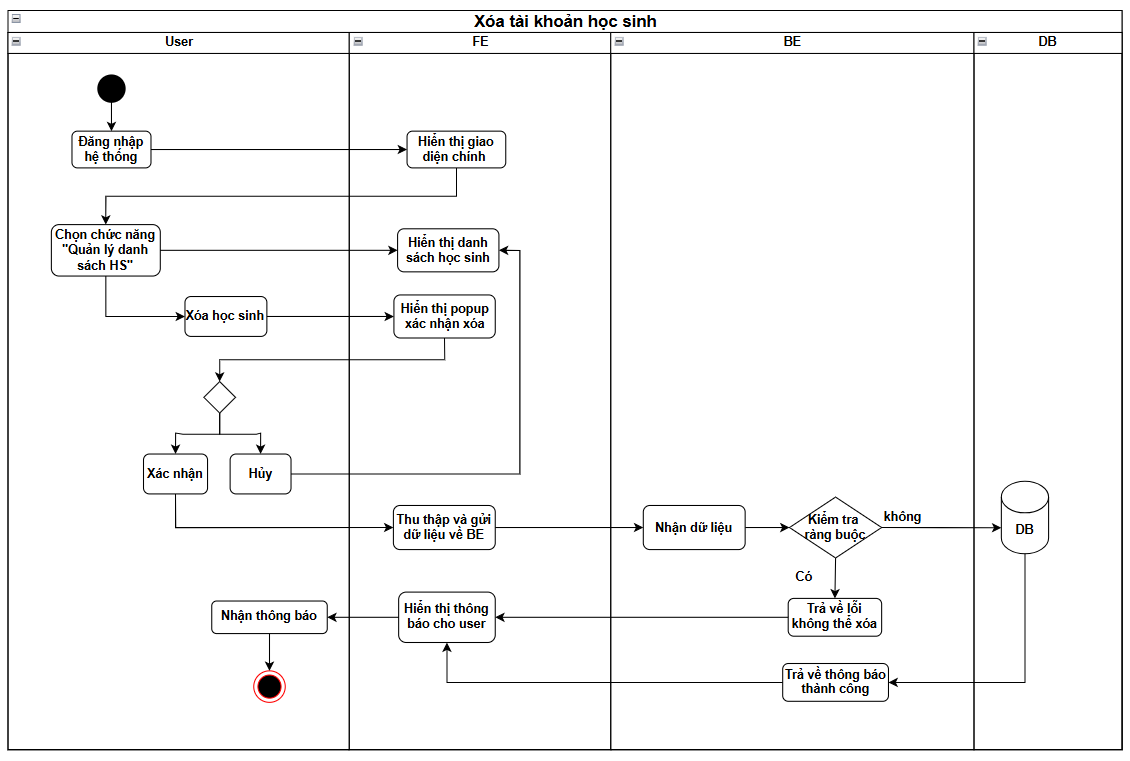 Xóa tài khoản học sinh
User
FE
BE
DB
Đăng nhập
hệ thống
Hiển thị giao
diện chính
Chọn chức năng
"Quản lý danh
sách HS"
Hiển thị danh
sách học sinh
Xóa học sinh
Hiển thị popup
xác nhận xóa
Xác nhận
Hủy
Thu thập và gửi
dữ liệu về BE
Nhận dữ liệu
Kiểm tra
ràng buộc
không
DB
Có
Nhận thông báo
Hiển thị thông
báo cho user
Trả về lỗi
không thể xóa
Trả về thông báo
thành công